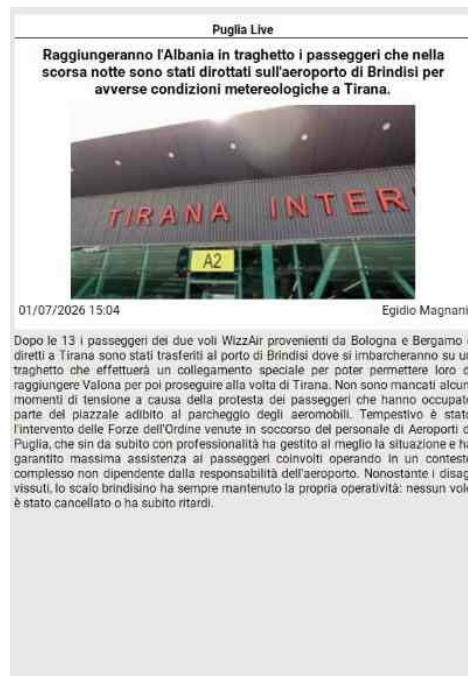 Puglia Live
Raggiungeranno l'Albania in traghetto i passeggeri che nella
scorsa notte sono stati dirottati sull'aeroporto di Brindisi per
avverse condizioni metereologiche a Tirana.
TIRANA INTER
A2
01/07/2026 15:04 Egidio Magnani
Dopo le 13 i passeggeri dei due voli WizzAir provenienti da Bologna e Bergamo e
diretti a Tirana sono stati trasferiti al porto di Brindisi dove si imbarcheranno su un
traghetto che effettuerà un collegamento speciale per poter permettere loro di
raggiungere Valona per poi proseguire alla volta di Tirana. Non sono mancati alcuni
momenti di tensione a causa della protesta dei passeggeri che hanno occupato
parte del piazzale adibito al parcheggio degli aeromobili. Tempestivo è stato
l'intervento delle Forze dell'Ordine venute in soccorso del personale di Aeroporti di
Puglia, che sin da subito con professionalità ha gestito al meglio la situazione e ha
garantito massima assistenza ai passeggeri coinvolti operando in un contesto
complesso non dipendente dalla responsabilità dell'aeroporto. Nonostante i disagi
vissuti, lo scalo brindisino ha sempre mantenuto la propria operatività: nessun volo
è stato cancellato o ha subito ritardi.